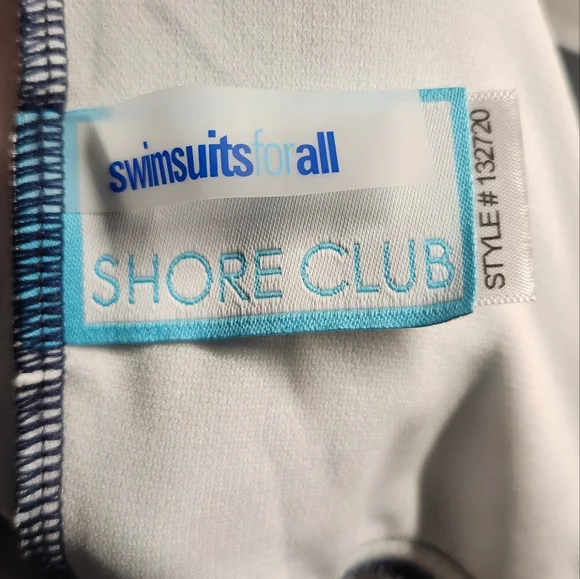 swimsuitsforall
SHORE CLUB
STYLE # 132720